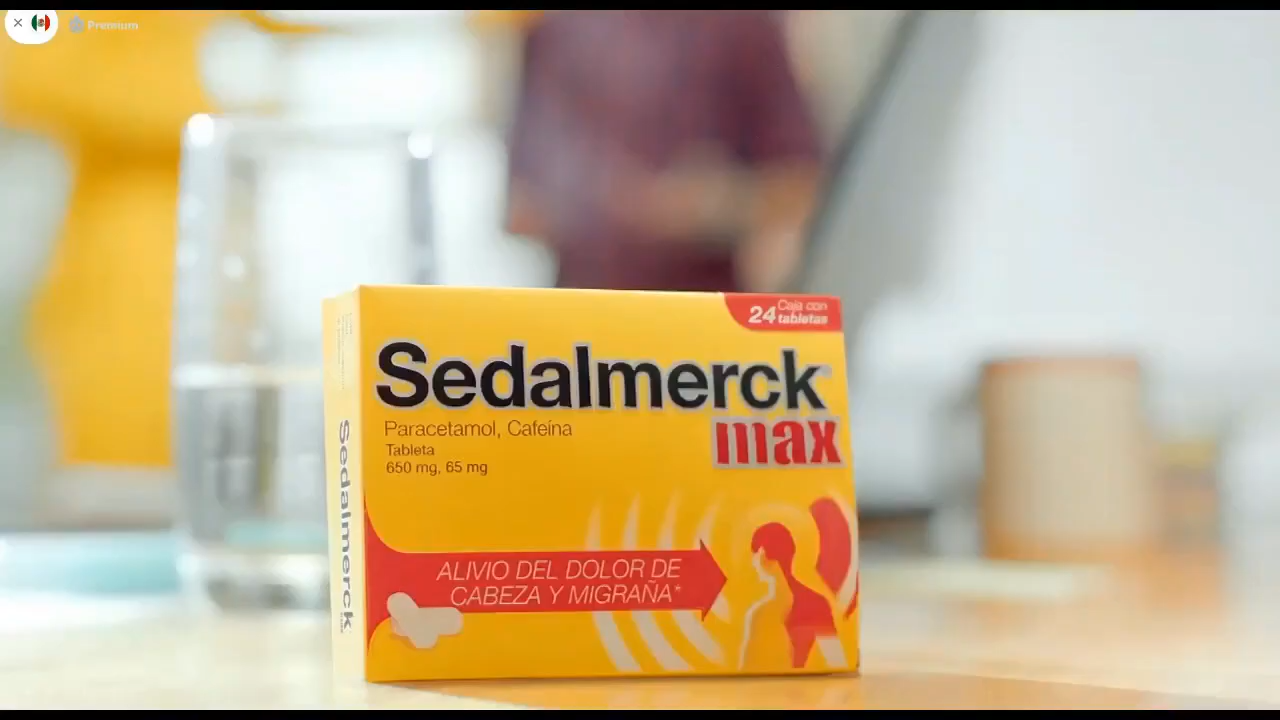 Premium
24 Caja con
tabletas
Sedalmerck
max
Paracetamol, Cafeína
Tableta
650 mg, 65 mg
ALIVIO DEL DOLOR DE
CABEZA Y MIGRAÑA*
Sedalmerck